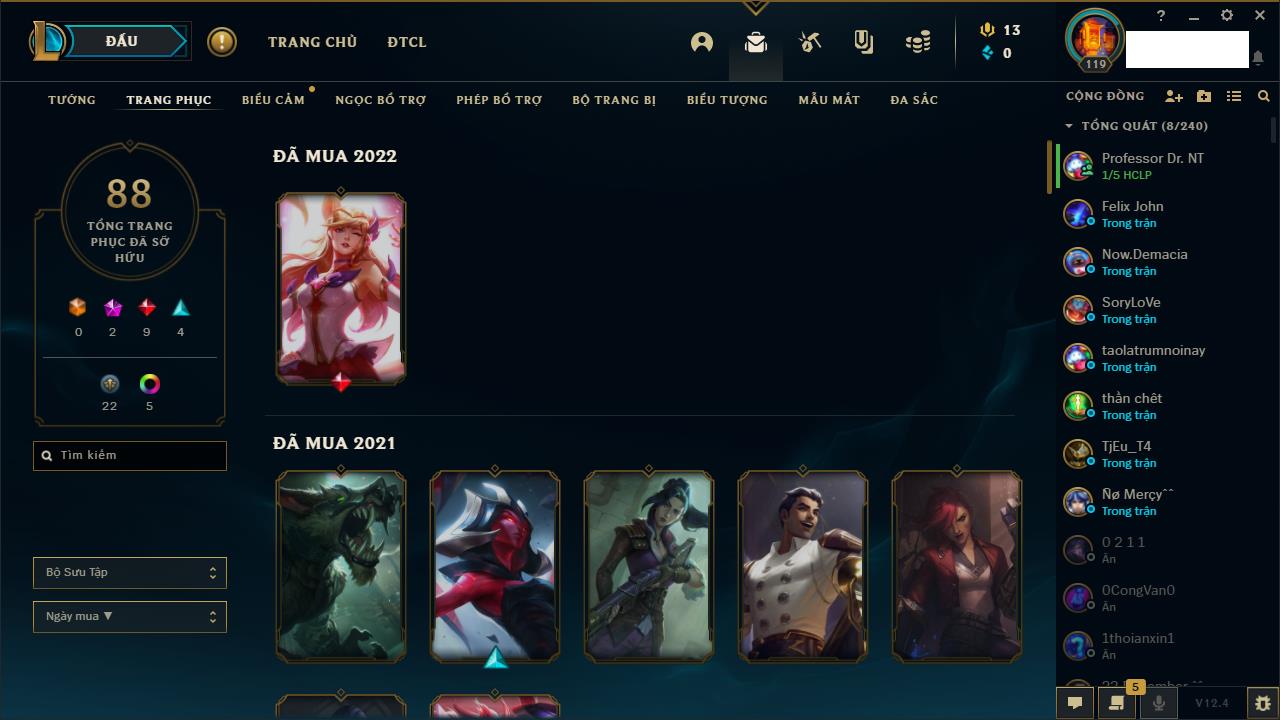 ĐẤU
TRANG CHỦ
ĐTCL
13
0
?
119
TƯỚNG
TRANG PHỤC
BIỂU CẢM
NGỌC BỔ TRỢ
PHÉP BỔ TRỢ
BỘ TRANG BỊ
BIỂU TƯỢNG
MẪU MẮT
ĐA SẮC
88
TỔNG TRANG
PHỤC ĐÃ SỞ
HỮU
0
2
9
4
22
5
Tìm kiếm
Bộ Sưu Tập
Ngày mua ▼
ĐÃ MUA 2022
ĐÃ MUA 2021
CỘNG ĐỒNG
TỔNG QUÁT (8/240)
Professor Dr. NT
1/5 HCLP
Felix John
Trong trận
Now.Demacia
Trong trận
SoryLoVe
Trong trận
taolatrumnoinay
Trong trận
thần chêt
Trong trận
TjEu_T4
Trong trận
Ñø Merçy^^
Trong trận
0 2 1 1
Ẩn
0CongVan0
Ẩn
1thoianxin1
Ẩn
5
V12.4